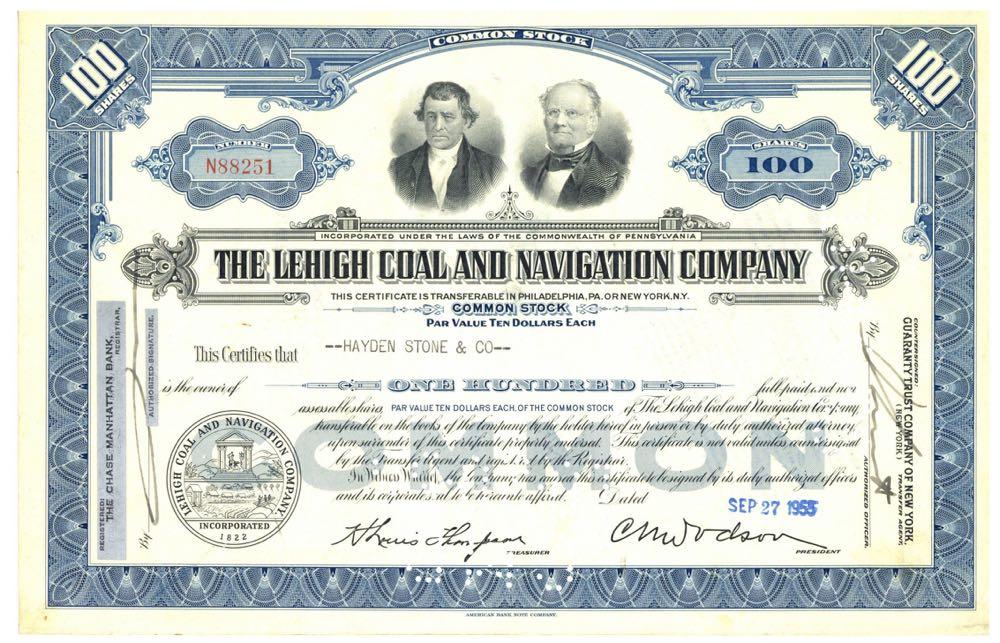 COMMON STOCK
100 SHARES
100 SHARES
NUMBER
N88251
SHARES
100
INCORPORATED UNDER THE LAWS OF THE COMMONWEALTH OF PENNSYLVANIA
THE LEHIGH COAL AND NAVIGATION COMPANY
THIS CERTIFICATE IS TRANSFERABLE IN PHILADELPHIA, PA. OR NEW YORK, N.Y.
COMMON STOCK
PAR VALUE TEN DOLLARS EACH
This Certifies that --HAYDEN STONE & CO--
is the owner of ONE HUNDRED full paid and non
assessable shares, PAR VALUE TEN DOLLARS EACH, OF THE COMMON STOCK of The Lehigh Coal and Navigation Company
transferable on the books of the Company by the holder hereof in person or by duly authorized attorney,
upon surrender of this certificate properly endorsed. This certificate is not valid unless countersigned
by the Transfer Agent and registered by the Registrar.
In Witness Whereof, the Company has caused this certificate to be signed by its duly authorized officers
and its corporate seal to be hereunto affixed. Dated
SEP 27 1955
COMMON
LEHIGH COAL AND NAVIGATION COMPANY.
INCORPORATED
1822
H Louis Thompson
TREASURER
C M W dson
PRESIDENT
REGISTERED:
THE CHASE MANHATTAN BANK,
REGISTRAR,
By
AUTHORIZED SIGNATURE.
COUNTERSIGNED:
GUARANTY TRUST COMPANY OF NEW YORK.
(NEW YORK) TRANSFER AGENT,
By
AUTHORIZED OFFICER.
AMERICAN BANK NOTE COMPANY.